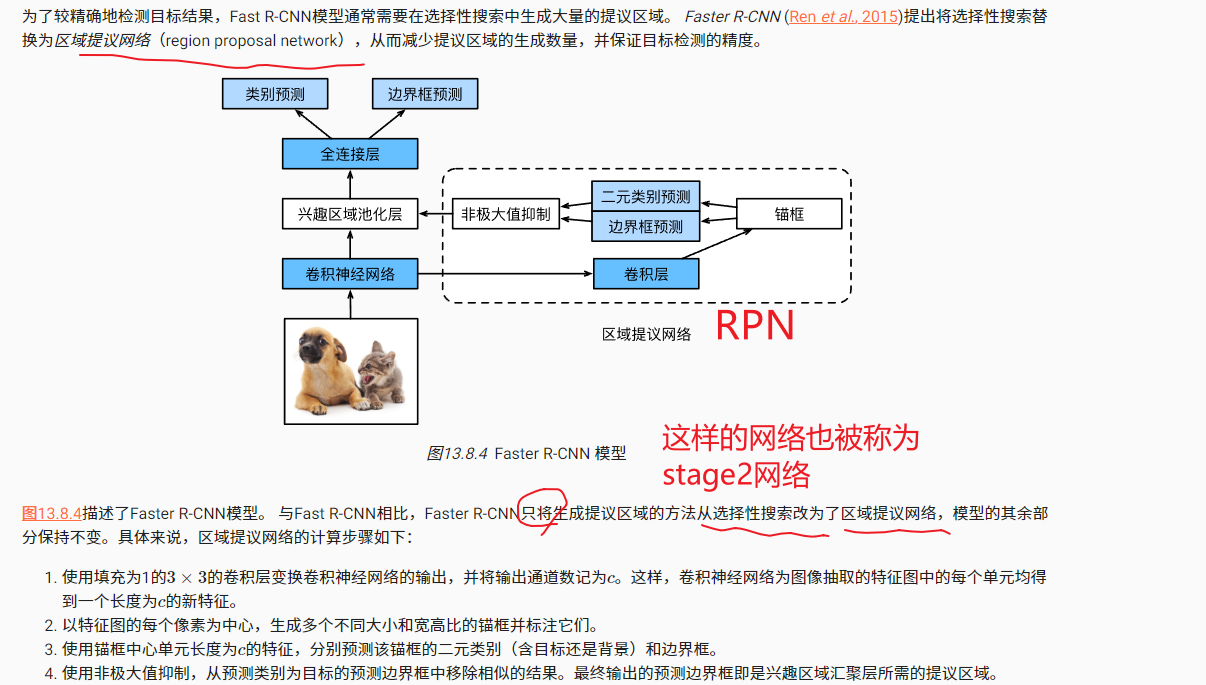 为了较精确地检测目标结果，Fast R-CNN模型通常需要在选择性搜索中生成大量的提议区域。 Faster R-CNN (Ren et al., 2015)提出将选择性搜索替
换为区域提议网络（region proposal network），从而减少提议区域的生成数量，并保证目标检测的精度。
类别预测
边界框预测
全连接层
兴趣区域池化层
非极大值抑制
二元类别预测
边界框预测
锚框
卷积神经网络
卷积层
区域提议网络
RPN
图13.8.4 Faster R-CNN 模型
这样的网络也被称为
stage2网络
图13.8.4描述了Faster R-CNN模型。 与Fast R-CNN相比，Faster R-CNN只将生成提议区域的方法从选择性搜索改为了区域提议网络，模型的其余部
分保持不变。具体来说，区域提议网络的计算步骤如下：
1. 使用填充为1的3 × 3的卷积层变换卷积神经网络的输出，并将输出通道数记为c。这样，卷积神经网络为图像抽取的特征图中的每个单元均得
到一个长度为c的新特征。
2. 以特征图的每个像素为中心，生成多个不同大小和宽高比的锚框并标注它们。
3. 使用锚框中心单元长度为c的特征，分别预测该锚框的二元类别（含目标还是背景）和边界框。
4. 使用非极大值抑制，从预测类别为目标的预测边界框中移除相似的结果。最终输出的预测边界框即是兴趣区域汇聚层所需的提议区域。